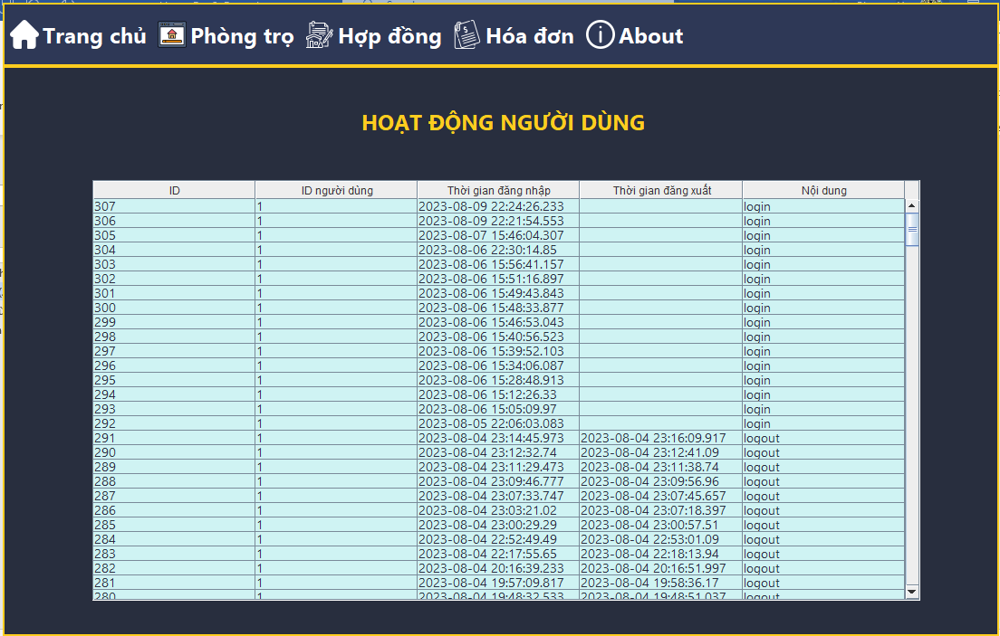 Trang chủ Phòng trọ Hợp đồng Hóa đơn About
HOẠT ĐỘNG NGƯỜI DÙNG
ID ID người dùng Thời gian đăng nhập Thời gian đăng xuất Nội dung
307 1 2023-08-09 22:24:26.233 login
306 1 2023-08-09 22:21:54.553 login
305 1 2023-08-07 15:46:04.307 login
304 1 2023-08-06 22:30:14.85 login
303 1 2023-08-06 15:56:41.157 login
302 1 2023-08-06 15:51:16.897 login
301 1 2023-08-06 15:49:43.843 login
300 1 2023-08-06 15:48:33.877 login
299 1 2023-08-06 15:46:53.043 login
298 1 2023-08-06 15:40:56.523 login
297 1 2023-08-06 15:39:52.103 login
296 1 2023-08-06 15:34:06.087 login
295 1 2023-08-06 15:28:48.913 login
294 1 2023-08-06 15:12:26.33 login
293 1 2023-08-06 15:05:09.97 login
292 1 2023-08-05 22:06:03.083 login
291 1 2023-08-04 23:14:45.973 2023-08-04 23:16:09.917 logout
290 1 2023-08-04 23:12:32.74 2023-08-04 23:12:41.09 logout
289 1 2023-08-04 23:11:29.473 2023-08-04 23:11:38.74 logout
288 1 2023-08-04 23:09:46.777 2023-08-04 23:09:56.96 logout
287 1 2023-08-04 23:07:33.747 2023-08-04 23:07:45.657 logout
286 1 2023-08-04 23:03:21.02 2023-08-04 23:07:18.397 logout
285 1 2023-08-04 23:00:29.29 2023-08-04 23:00:57.51 logout
284 1 2023-08-04 22:52:49.49 2023-08-04 22:53:01.09 logout
283 1 2023-08-04 22:17:55.65 2023-08-04 22:18:13.94 logout
282 1 2023-08-04 20:16:39.233 2023-08-04 20:16:51.997 logout
281 1 2023-08-04 19:57:09.817 2023-08-04 19:58:36.17 logout
280 1 2023-08-04 19:48:32.533 2023-08-04 19:48:51.037 logout